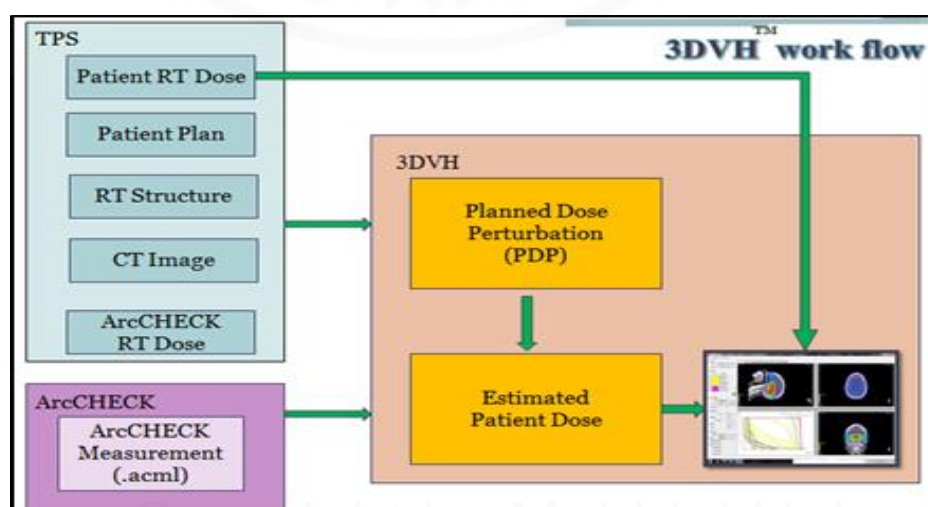 TPS
3DVH™ work flow
Patient RT Dose
Patient Plan
RT Structure
CT Image
ArcCHECK
RT Dose
3DVH
Planned Dose
Perturbation
(PDP)
Estimated
Patient Dose
ArcCHECK
ArcCHECK
Measurement
(.acml)